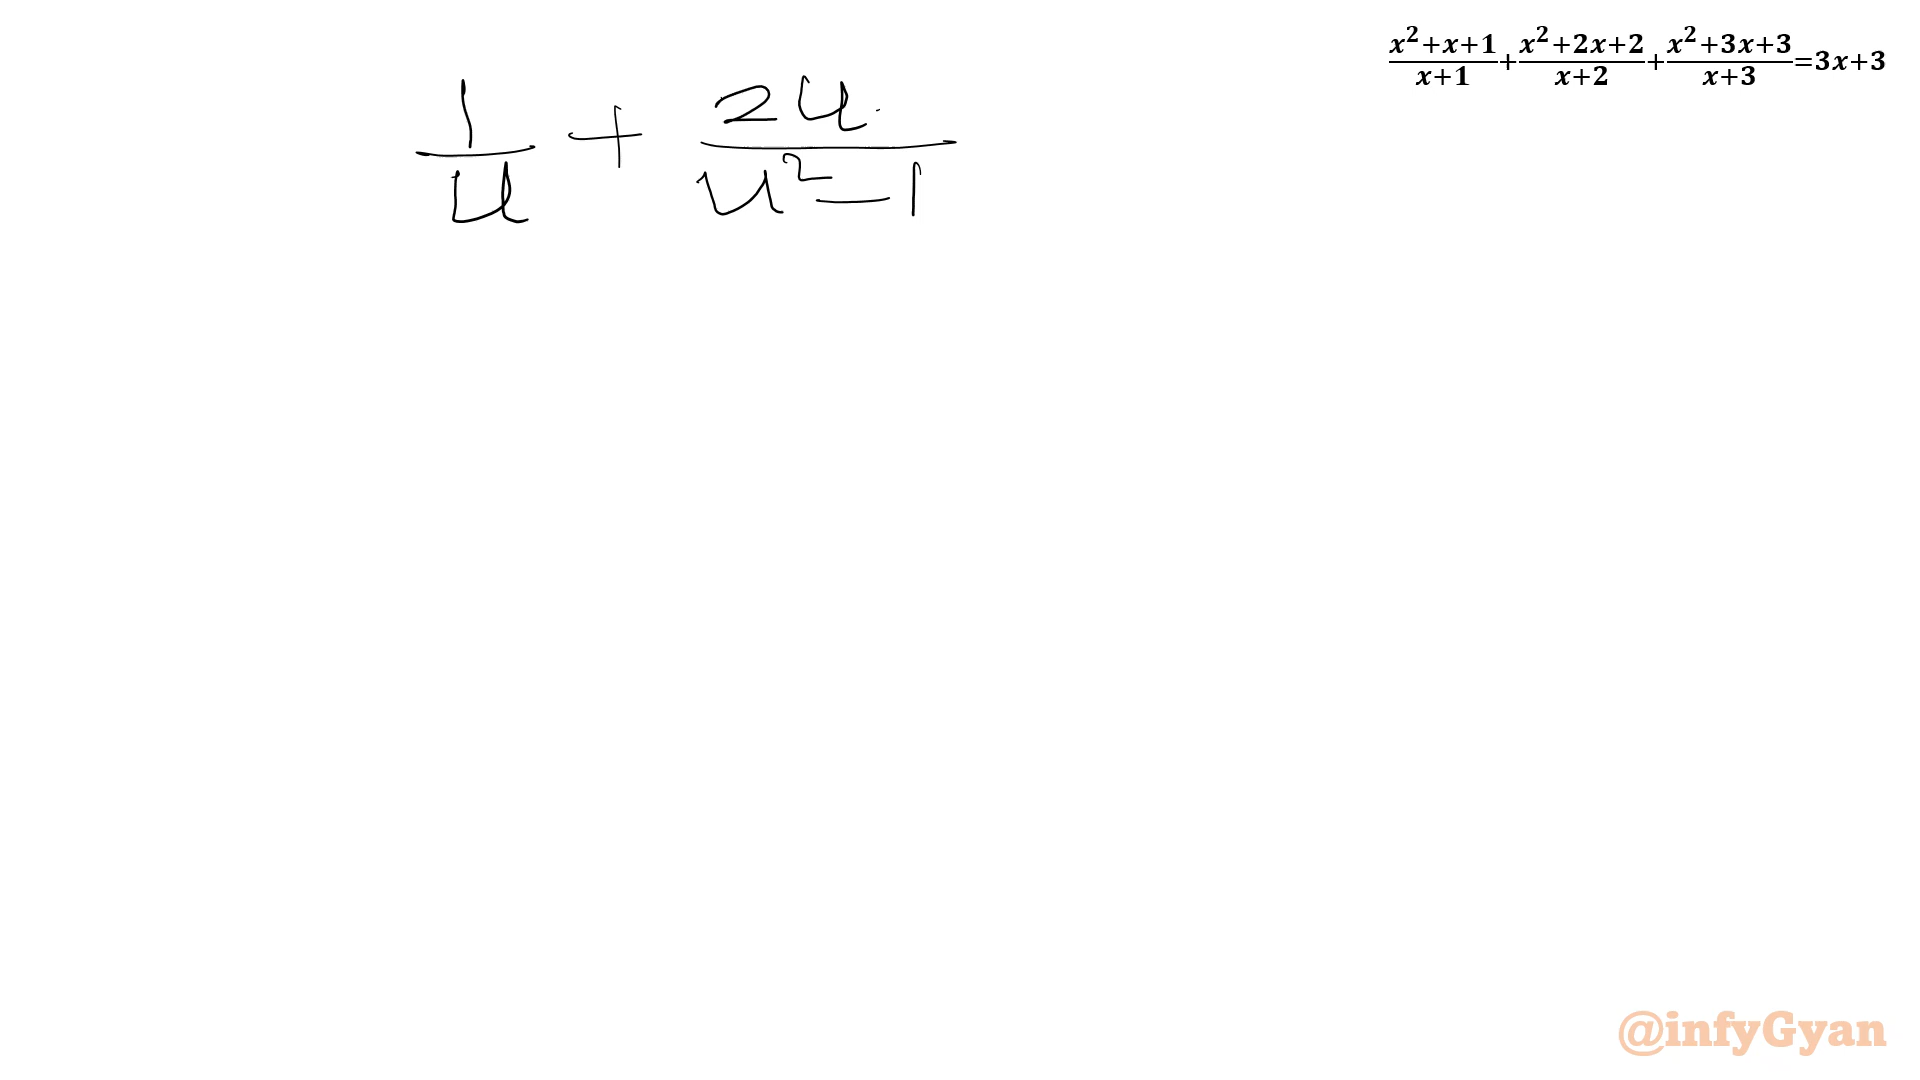 1/u + 2u/(u²-1)
(x²+x+1)/(x+1)+(x²+2x+2)/(x+2)+(x²+3x+3)/(x+3)=3x+3
@infyGyan